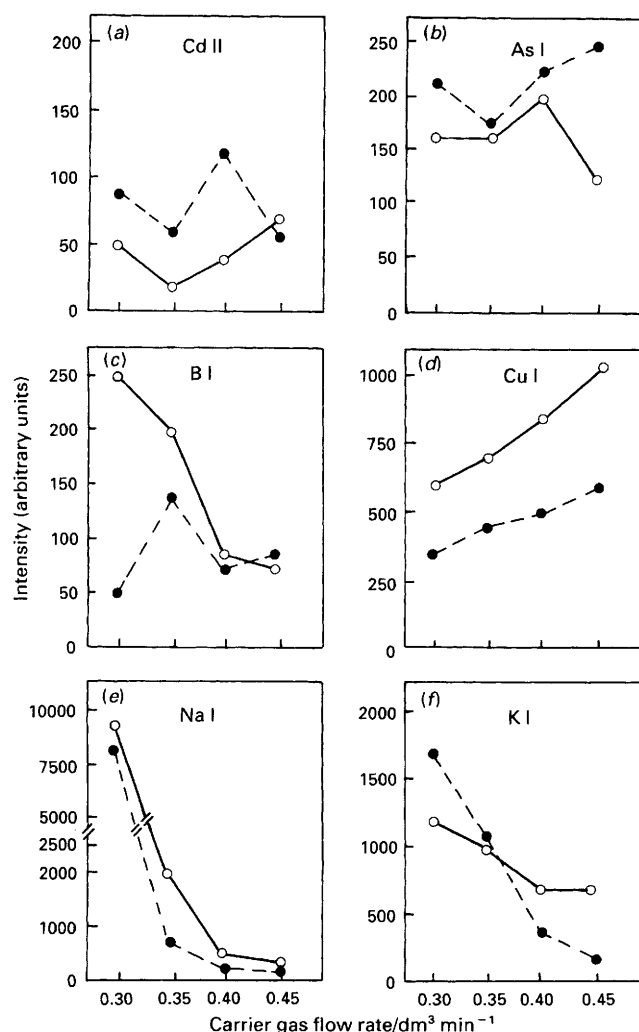 (a)
Cd II
200
150
100
50
0
(b)
As I
250
200
150
100
50
0
(c)
B I
250
200
150
100
50
0
(d)
Cu I
1000
750
500
250
0
Intensity (arbitrary units)
(e)
Na I
10000
7500
5000
2500
2000
1000
0
(f)
K I
2000
1500
1000
500
0
0.30 0.35 0.40 0.45
0.30 0.35 0.40 0.45
Carrier gas flow rate/dm³ min⁻¹